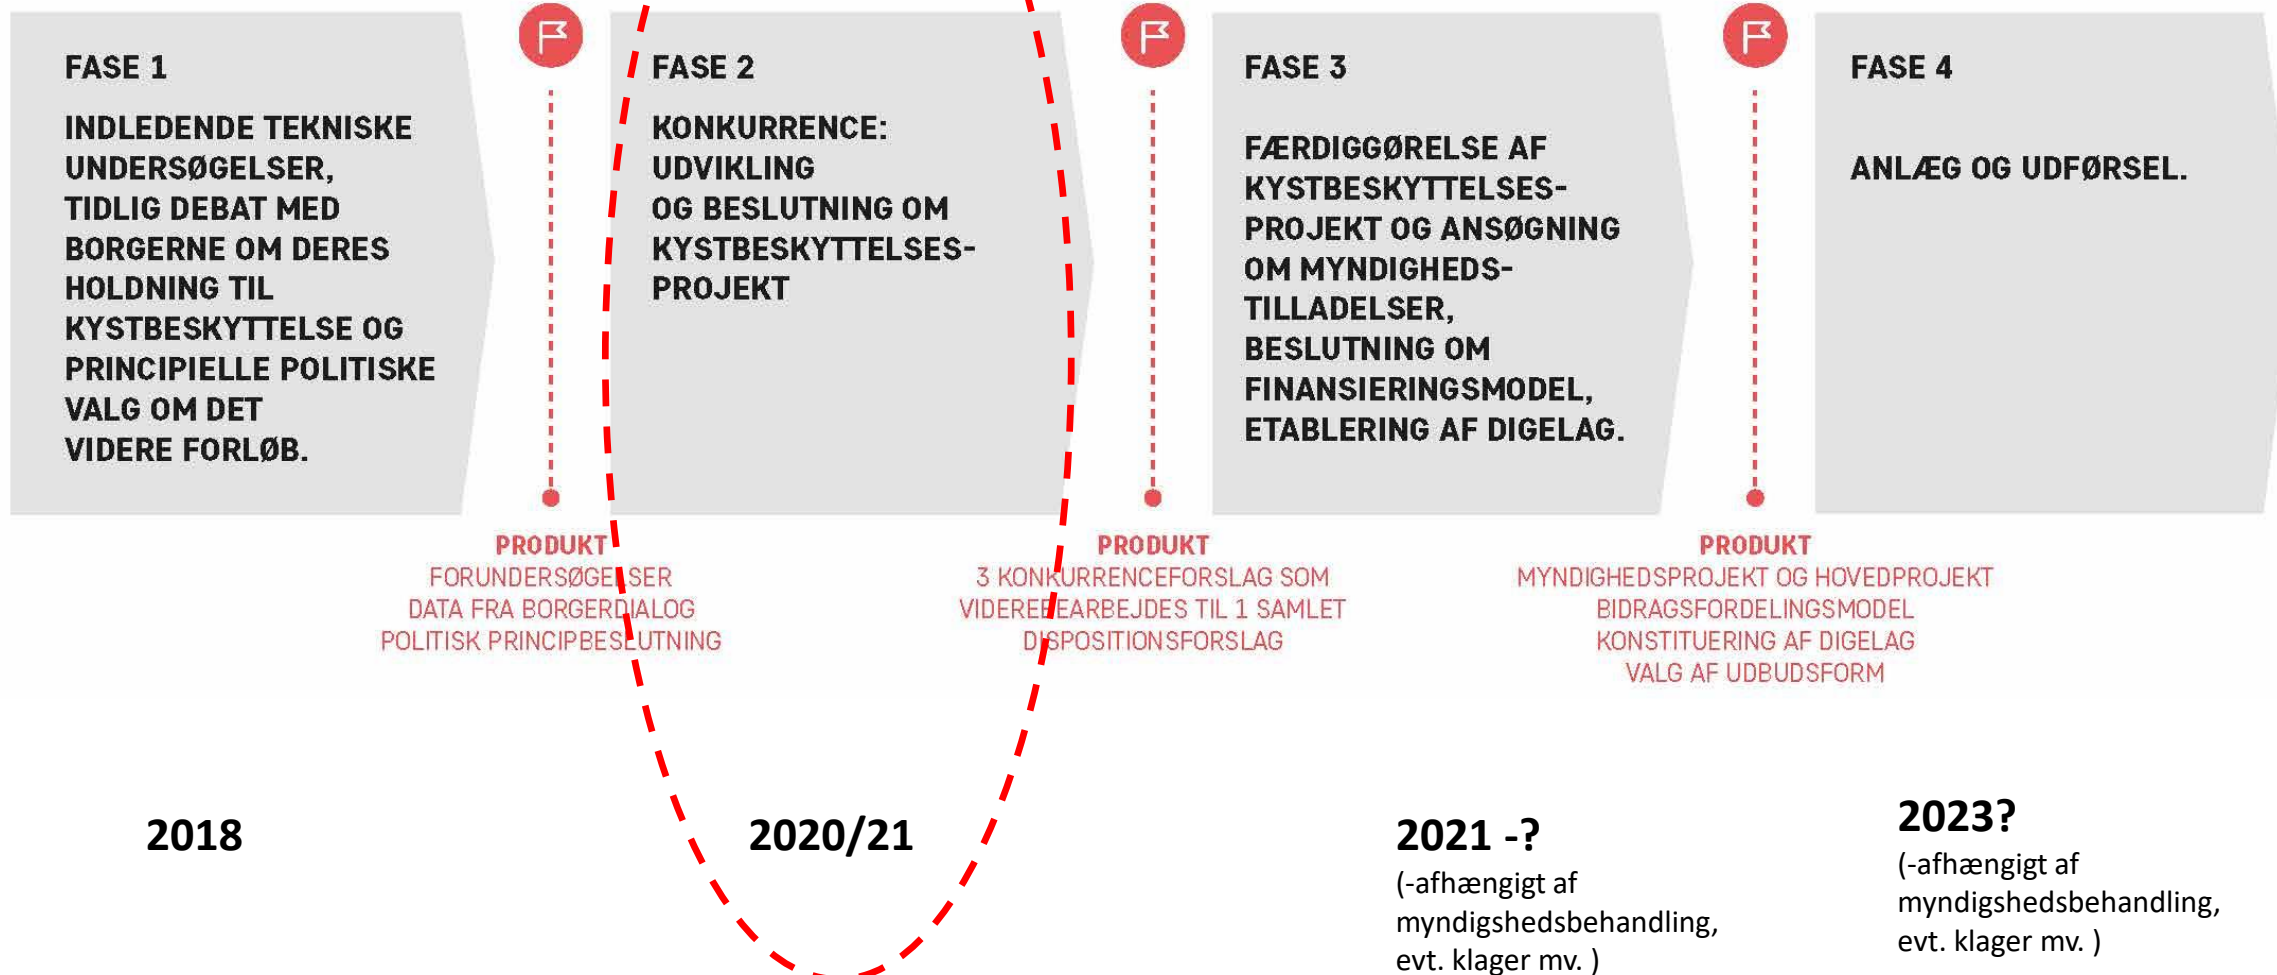 FASE 1
INDLEDENDE TEKNISKE
UNDERSØGELSER,
TIDLIG DEBAT MED
BORGERNE OM DERES
HOLDNING TIL
KYSTBESKYTTELSE OG
PRINCIPIELLE POLITISKE
VALG OM DET
VIDERE FORLØB.
PRODUKT
FORUNDERSØGELSER
DATA FRA BORGERDIALOG
POLITISK PRINCIPBESLUTNING
FASE 2
KONKURRENCE:
UDVIKLING
OG BESLUTNING OM
KYSTBESKYTTELSES-
PROJEKT
PRODUKT
3 KONKURRENCEFORSLAG SOM
VIDEREBEARBEJDES TIL 1 SAMLET
DISPOSITIONSFORSLAG
FASE 3
FÆRDIGGØRELSE AF
KYSTBESKYTTELSES-
PROJEKT OG ANSØGNING
OM MYNDIGHEDS-
TILLADELSER,
BESLUTNING OM
FINANSIERINGSMODEL,
ETABLERING AF DIGELAG.
PRODUKT
MYNDIGHEDSPROJEKT OG HOVEDPROJEKT
BIDRAGSFORDELINGSMODEL
KONSTITUERING AF DIGELAG
VALG AF UDBUDSFORM
FASE 4
ANLÆG OG UDFØRSEL.
2018
2020/21
2021 -?
(-afhængigt af
myndigshedsbehandling,
evt. klager mv. )
2023?
(-afhængigt af
myndigshedsbehandling,
evt. klager mv. )